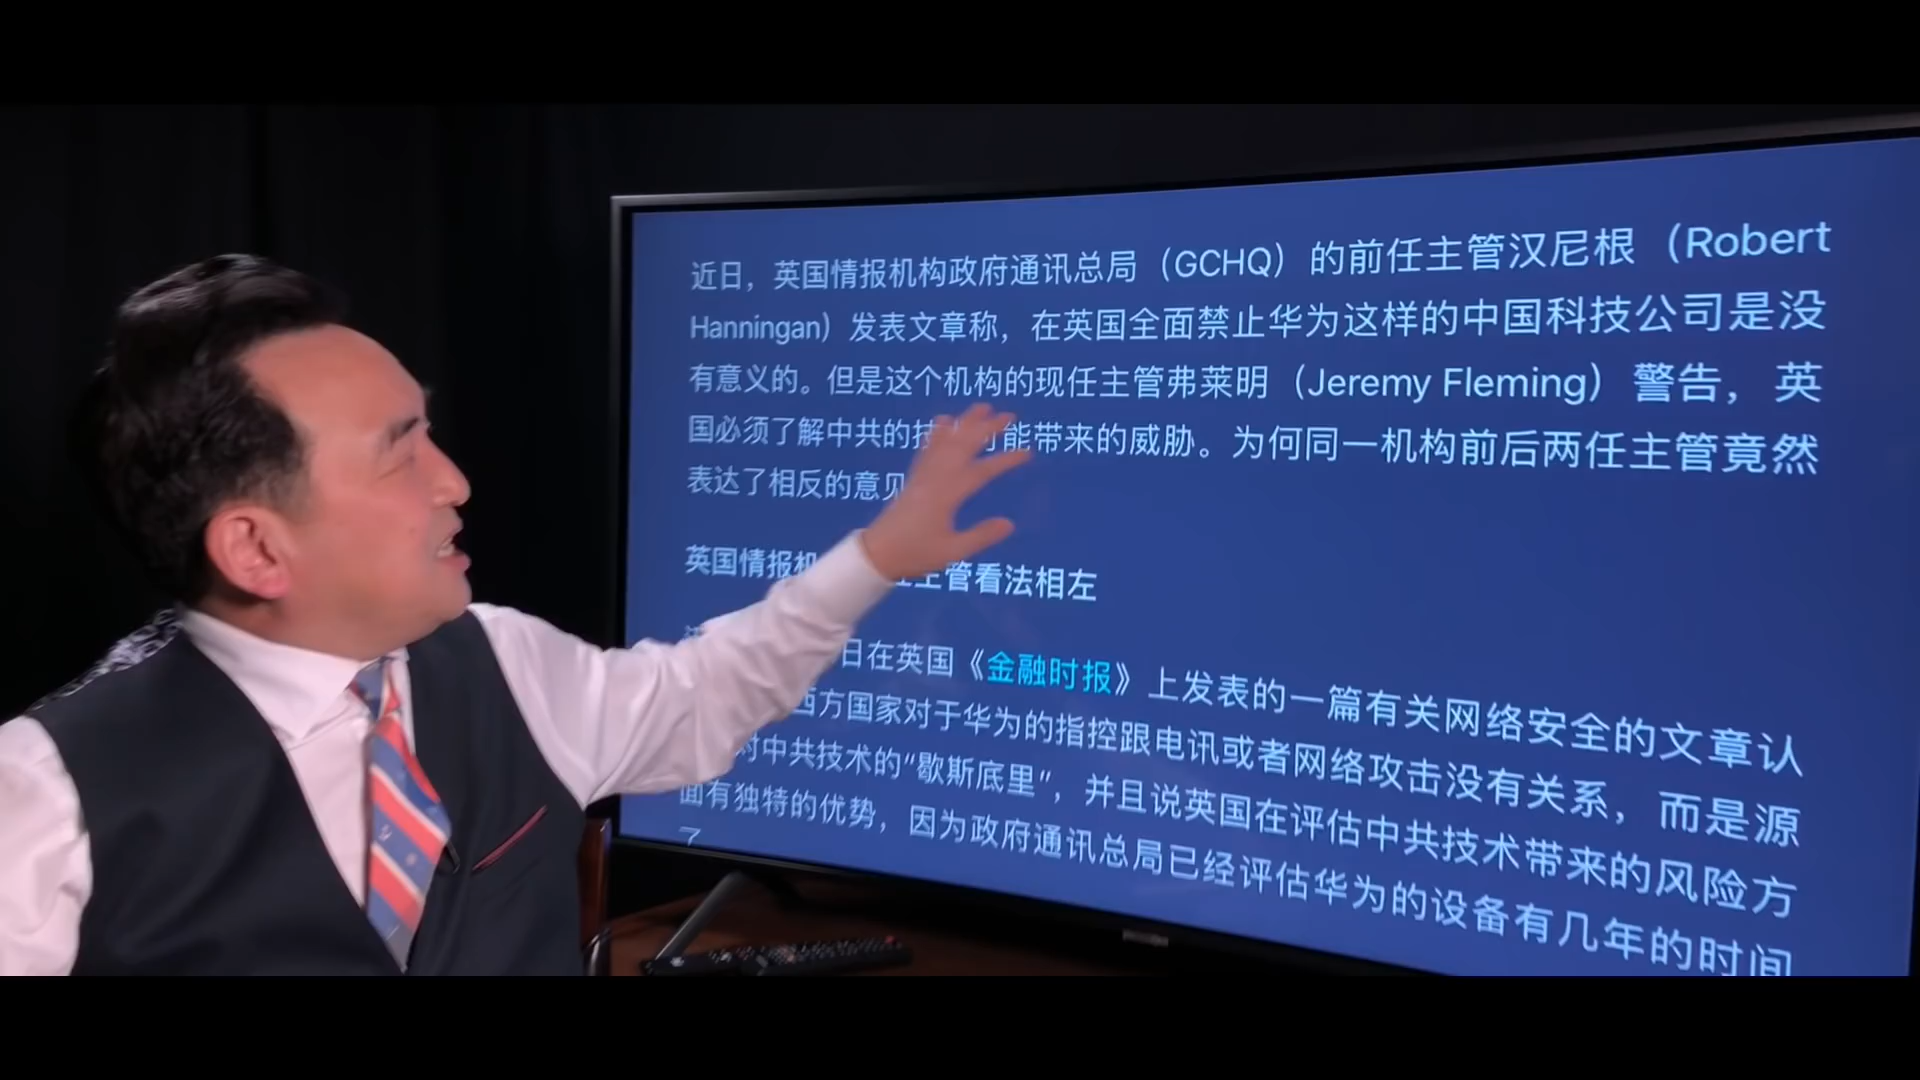 近日，英国情报机构政府通讯总局（GCHQ）的前任主管汉尼根（Robert
Hanningan）发表文章称，在英国全面禁止华为这样的中国科技公司是没
有意义的。但是这个机构的现任主管弗莱明（Jeremy Fleming）警告，英
国必须了解中共的技 可能带来的威胁。为何同一机构前后两任主管竟然
表达了相反的意见
英国情报机 主管看法相左
日在英国《金融时报》上发表的一篇有关网络安全的文章认
西方国家对于华为的指控跟电讯或者网络攻击没有关系，而是源
对中共技术的“歇斯底里”，并且说英国在评估中共技术带来的风险方
面有独特的优势，因为政府通讯总局已经评估华为的设备有几年的时间
了